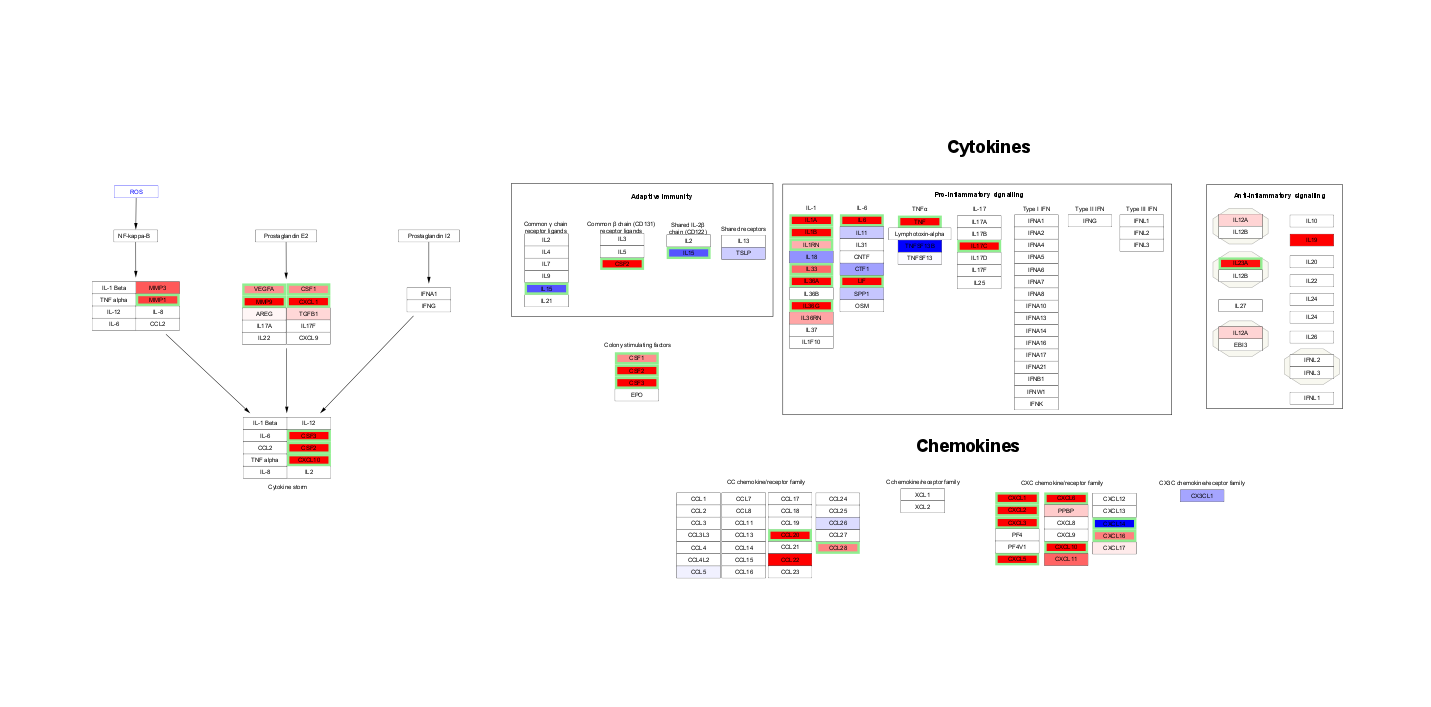 Cytokines
ROS
NF-kappa-B
Prostaglandin E2
Prostaglandin I2
IL-1 Beta MMP3
TNF alpha MMP1
IL-12 IL-8
IL-6 CCL2
VEGFA CSF1
MMP9 CXCL1
AREG TGFB1
IL17A IL17F
IL22 CXCL9
IFNA1
IFNG
IL-1 Beta IL-12
IL-6 CSF1
CCL2 CSF2
TNF alpha CXCL10
IL-8 IL2
Cytokine storm
Adaptive immunity
Common γ chain
receptor ligands
IL2
IL4
IL7
IL9
IL15
IL21
Common β chain (CD131)
receptor ligands
IL3
IL5
CSF2
Shared IL-2β
chain (CD122)
IL2
IL15
Shared receptors
IL13
TSLP
Colony stimulating factors
CSF1
CSF2
CSF3
EPO
Pro-inflammatory signalling
IL-1
IL1A
IL1B
IL1RN
IL18
IL33
IL36A
IL36B
IL36G
IL36RN
IL37
IL1F10
IL-6
IL6
IL11
IL31
CNTF
CTF1
LIF
SPP1
OSM
TNFα
TNF
Lymphotoxin-alpha
TNFSF13
IL-17
IL17A
IL17B
IL17C
IL17D
IL17F
IL25
Type I IFN
IFNA1
IFNA2
IFNA4
IFNA5
IFNA6
IFNA7
IFNA8
IFNA10
IFNA13
IFNA14
IFNA16
IFNA17
IFNA21
IFNB1
IFNW1
IFNK
Type II IFN
IFNG
Type III IFN
IFNL1
IFNL2
IFNL3
Anti-inflammatory signalling
IL12A
IL12B
IL23A
IL12B
IL27
IL12A
EBI3
IL10
IL19
IL20
IL22
IL24
IL24
IL26
IFNL2
IFNL3
IFNL1
Chemokines
CC chemokine/receptor family
CCL1 CCL7 CCL17 CCL24
CCL2 CCL8 CCL18 CCL25
CCL3 CCL11 CCL19 CCL26
CCL3L3 CCL13 CCL20 CCL27
CCL4 CCL14 CCL21 CCL28
CCL4L2 CCL15 CCL22
CCL5 CCL16 CCL23
C chemokine/receptor family
XCL1
XCL2
CXC chemokine/receptor family
CXCL1 CXCL6 CXCL12
CXCL2 PPBP CXCL13
CXCL3 CXCL8
PF4 CXCL9 CXCL16
PF4V1 CXCL10 CXCL17
CXCL5 CXCL11
CX3C chemokine/receptor family
CX3CL1